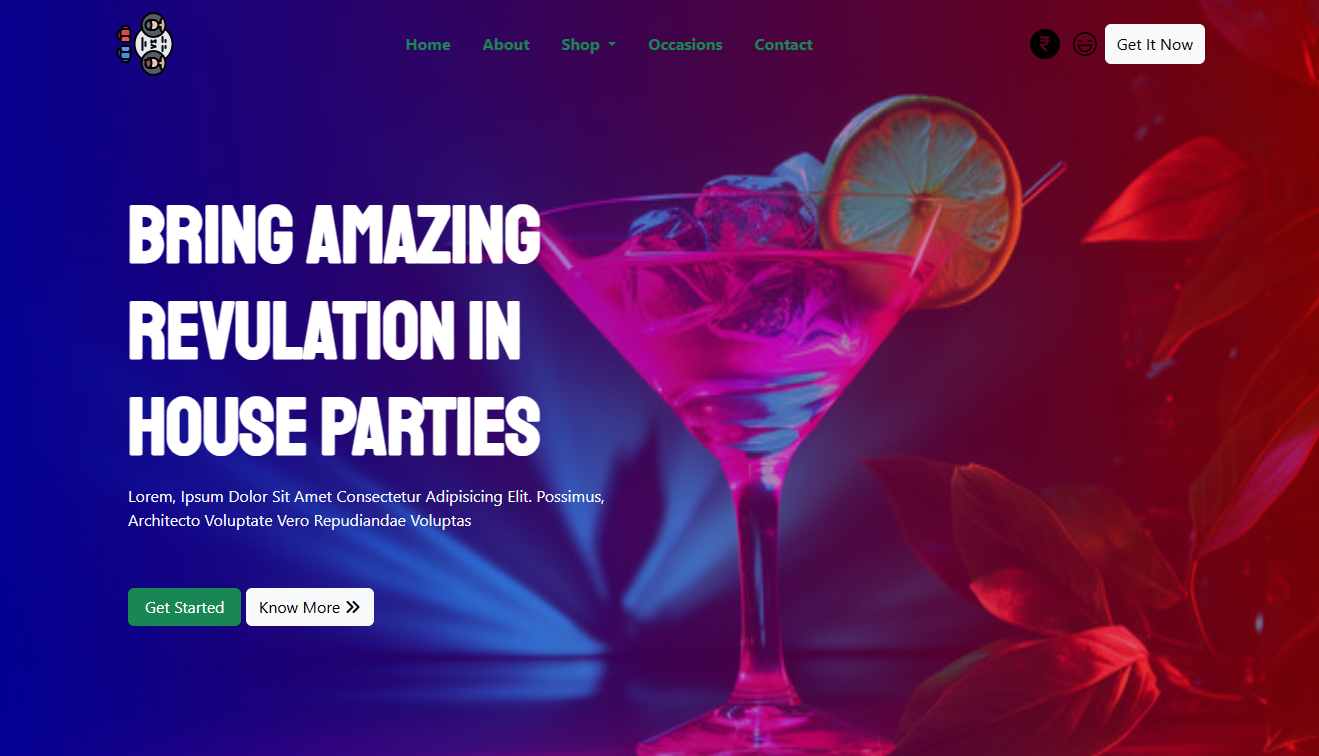 Home About Shop Occasions Contact
₹
Get It Now
BRING AMAZING
REVULATION IN
HOUSE PARTIES
Lorem, Ipsum Dolor Sit Amet Consectetur Adipisicing Elit. Possimus,
Architecto Voluptate Vero Repudiandae Voluptas
Get Started
Know More »